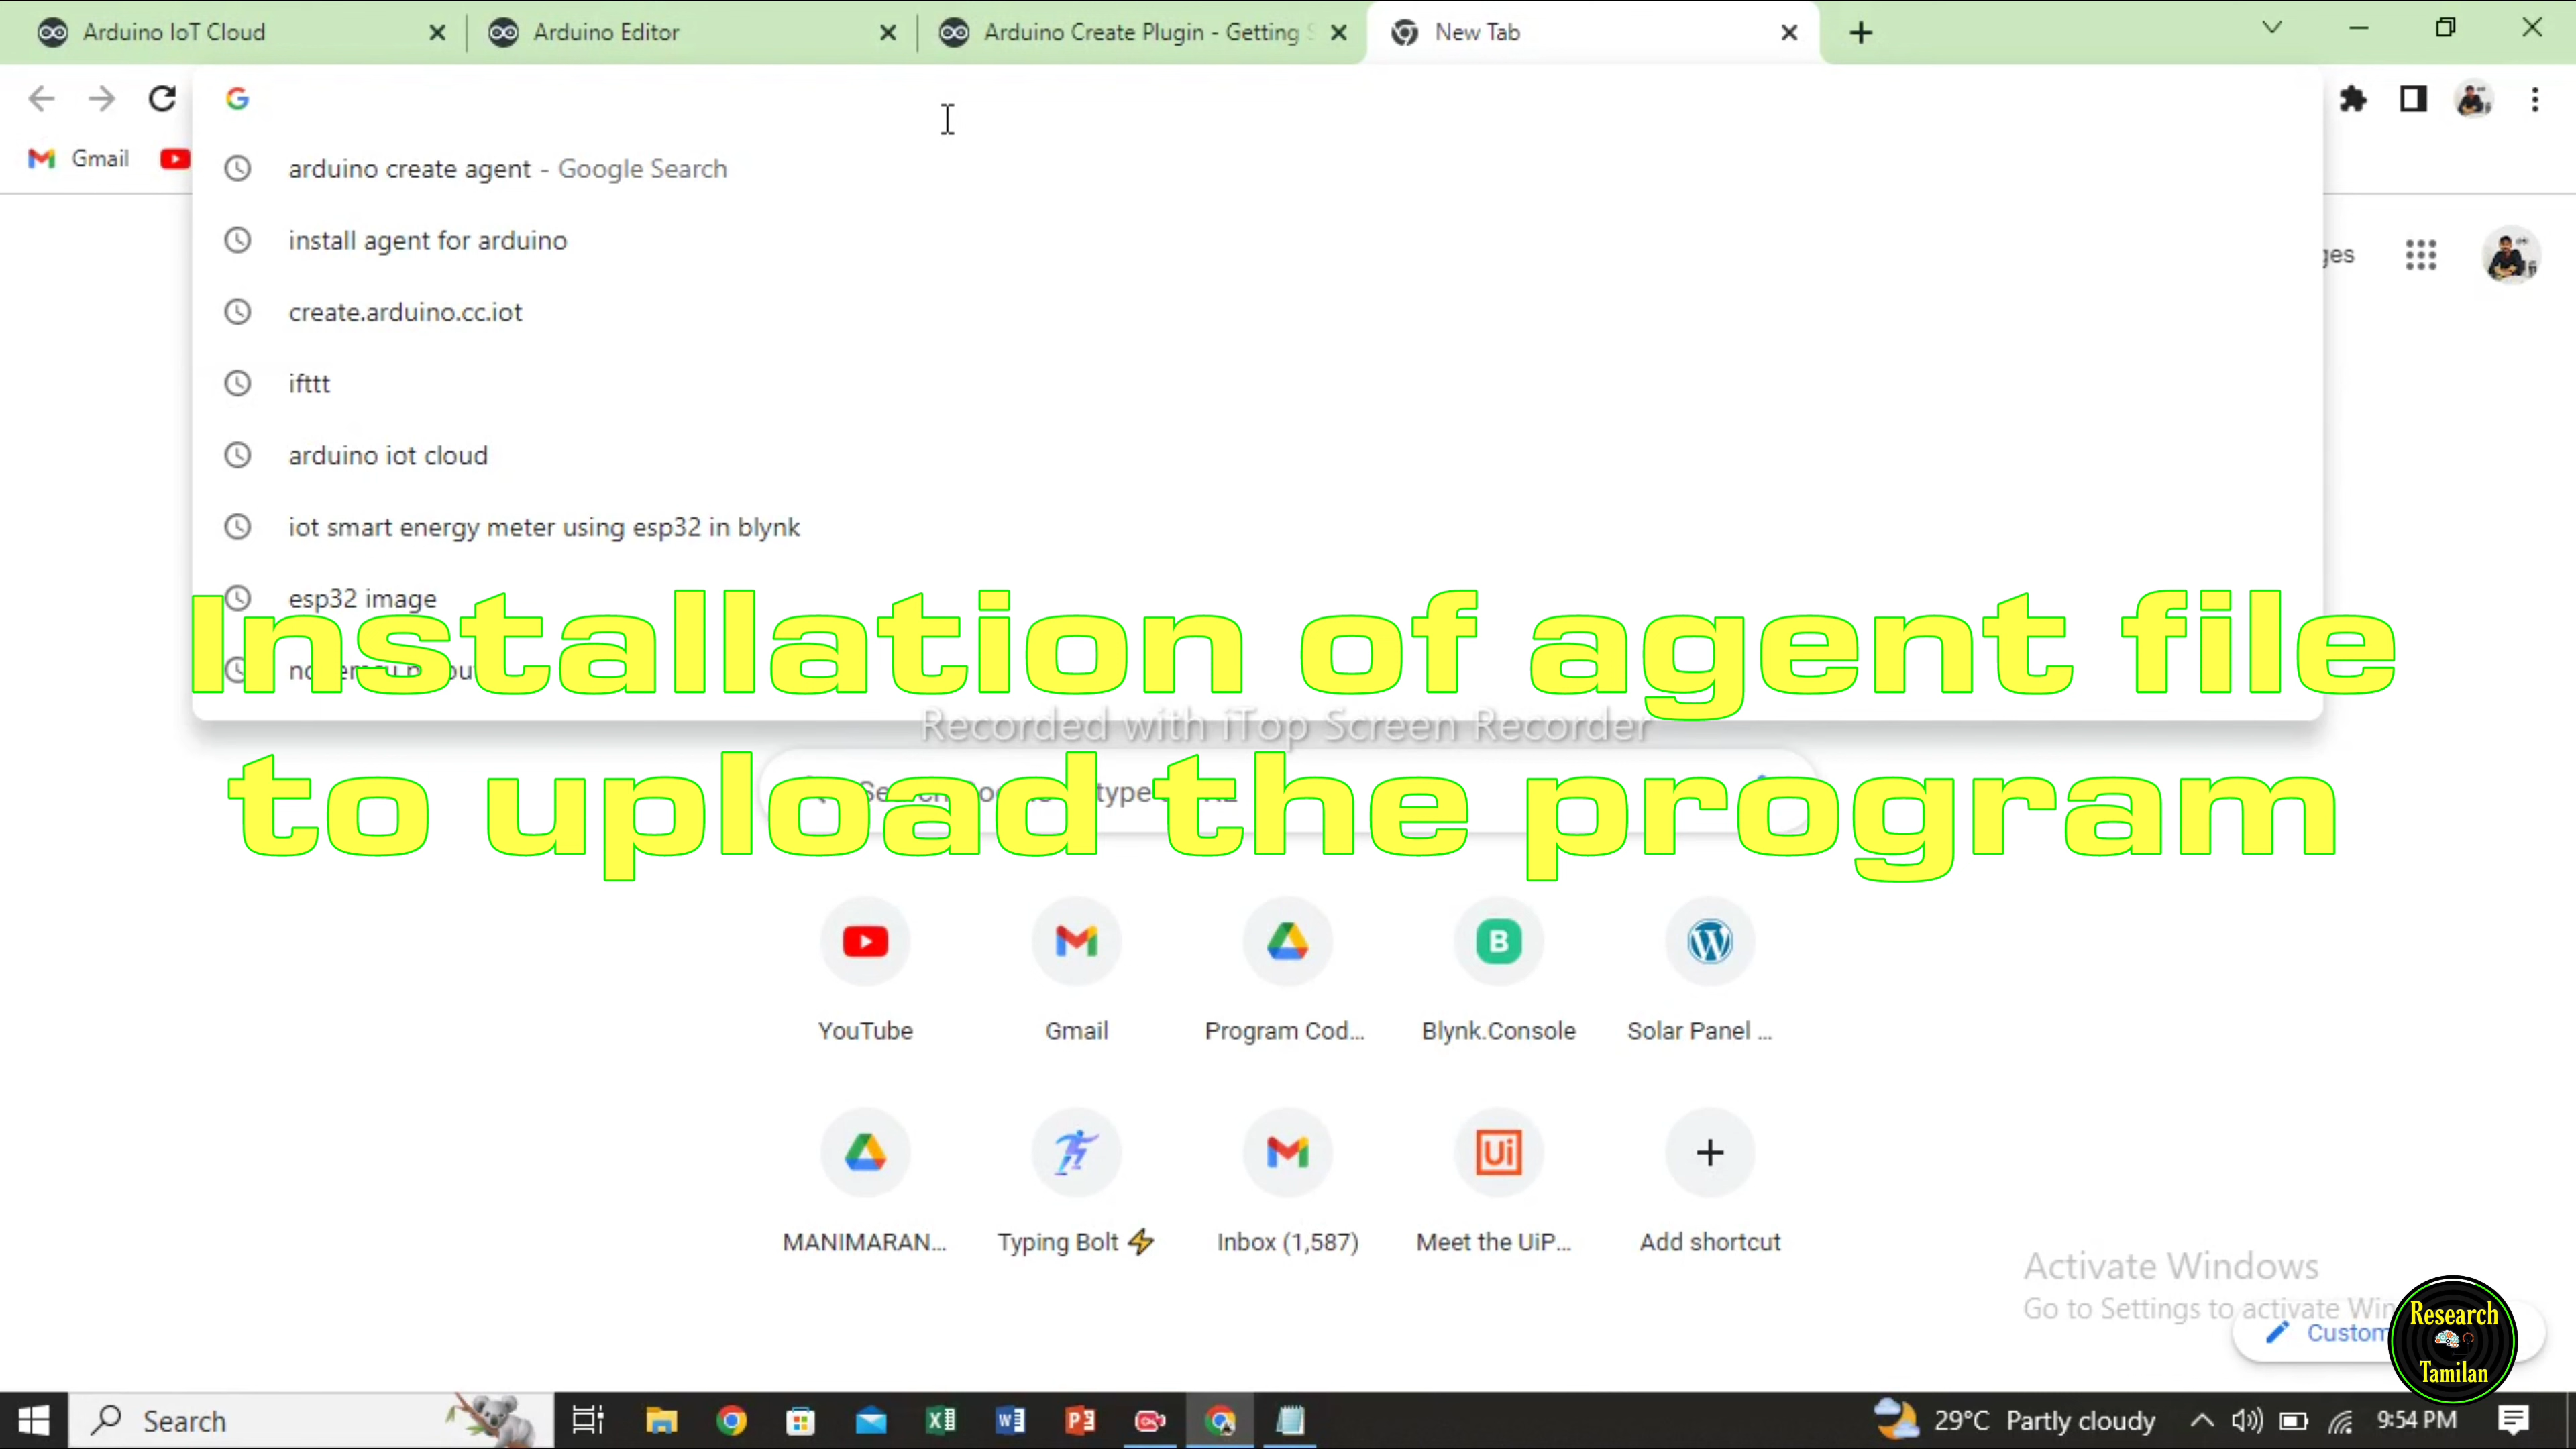 Arduino IoT Cloud
Arduino Editor
Arduino Create Plugin - Getting
New Tab
Gmail
arduino create agent - Google Search
install agent for arduino
create.arduino.cc.iot
ifttt
arduino iot cloud
iot smart energy meter using esp32 in blynk
esp32 image
Installation of agent file
Recorded with iTop Screen Recorder
to upload the program
YouTube
Gmail
Program Cod...
Blynk.Console
Solar Panel ...
MANIMARAN...
Typing Bolt ⚡
Inbox (1,587)
Meet the UiP...
Add shortcut
Activate Windows
Go to Settings to activate
Research
Tamilan
Search
29°C Partly cloudy
9:54 PM